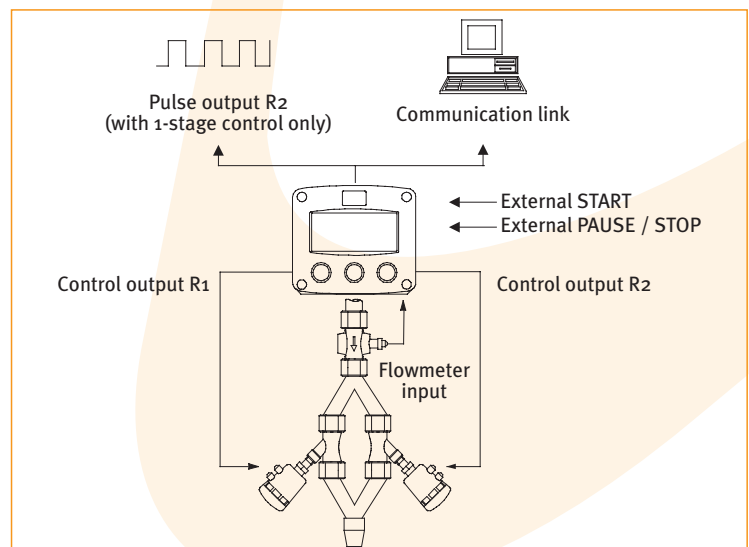 Pulse output R2
(with 1-stage control only)
Communication link
External START
External PAUSE / STOP
Control output R1
Control output R2
Flowmeter
input